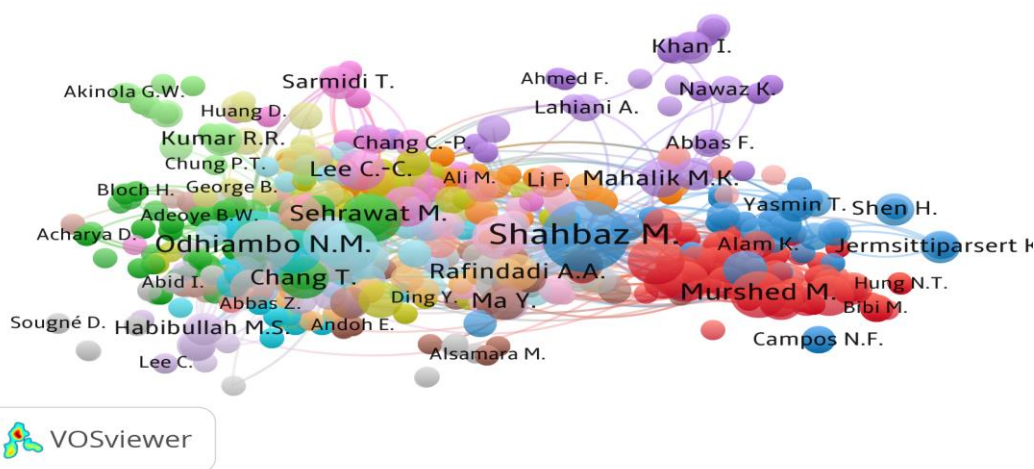 Khan I.
Ahmed F.
Sarmidi T.
Akinola G.W.
Nawaz K.
Lahiani A.
Huang D.
Kumar R.R.
Chang C.-P.
Abbas F.
Chung P.T.
Lee C.-C.
Ali M.
Li F.
Mahalik M.K.
Bloch H.
George B.
Yasmin T.
Shen H.
Adeoye B.W.
Sehrawat M.
Acharya D.
Odhiambo N.M.
Shahbaz M.
Alam K.
Jermsittiparsert K
Abid I.
Chang T.
Rafindadi A.A.
Hung N.T.
Murshed M.
Abbas Z.
Ding Y.
Ma Y.
Bibi M.
Sougné D.
Habibullah M.S.
Andoh E.
Campos N.F.
Lee C.
Alsamara M.
VOSviewer